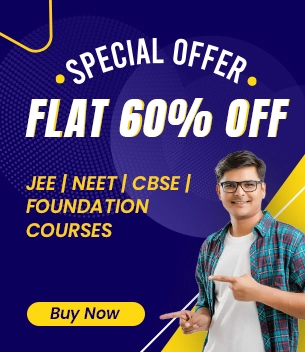 SPECIAL OFFER
FLAT 60% OFF
JEE | NEET | CBSE |
FOUNDATION
COURSES
Buy Now